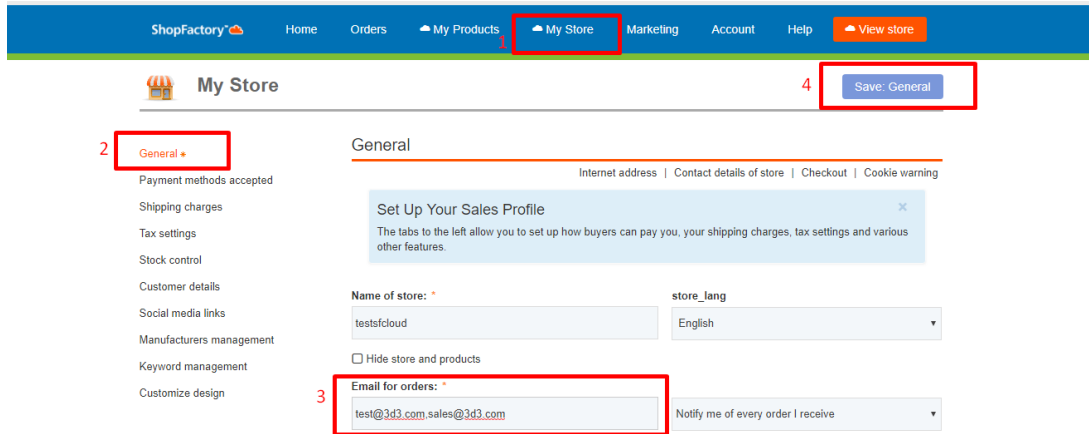 ShopFactory Home Orders My Products My Store Marketing Account Help View store
1
My Store
4
Save: General
2
General *
Payment methods accepted
Shipping charges
Tax settings
Stock control
Customer details
Social media links
Manufacturers management
Keyword management
Customize design
General
Internet address | Contact details of store | Checkout | Cookie warning
Set Up Your Sales Profile ×
The tabs to the left allow you to set up how buyers can pay you, your shipping charges, tax settings and various
other features.
Name of store: * store_lang
testsfcloud English
Hide store and products
Email for orders: *
3
test@3d3.com,sales@3d3.com Notify me of every order I receive